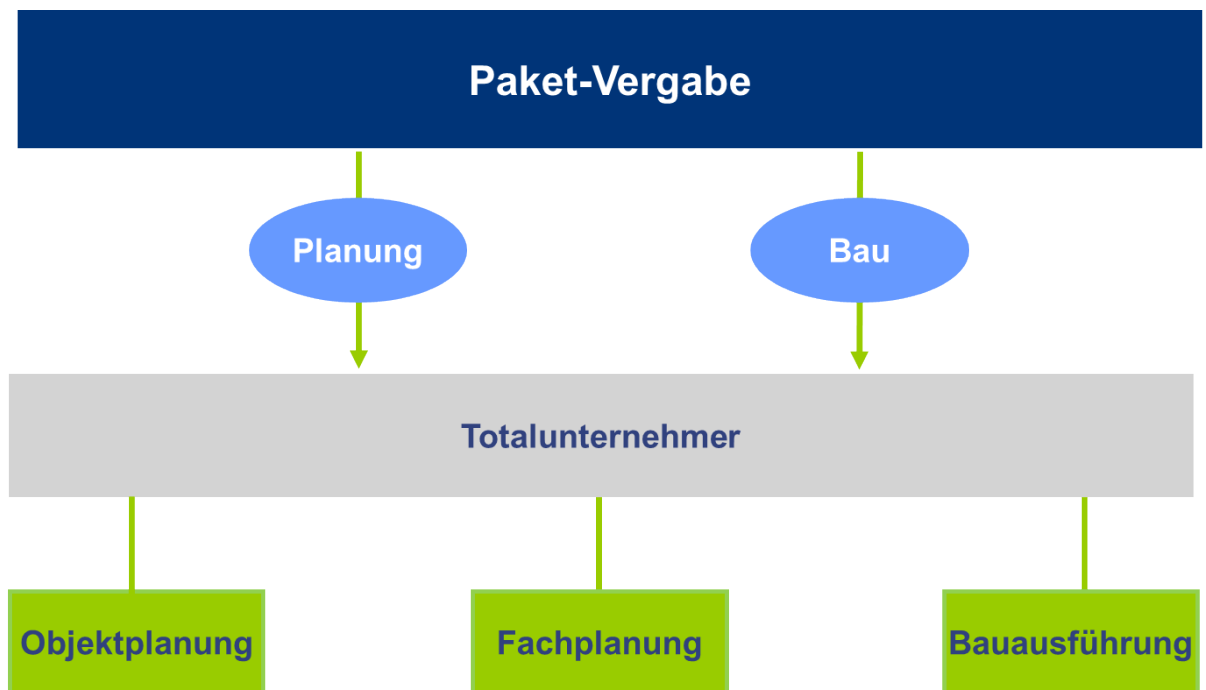 Paket-Vergabe
Planung
Bau
Totalunternehmer
Objektplanung
Fachplanung
Bauausführung